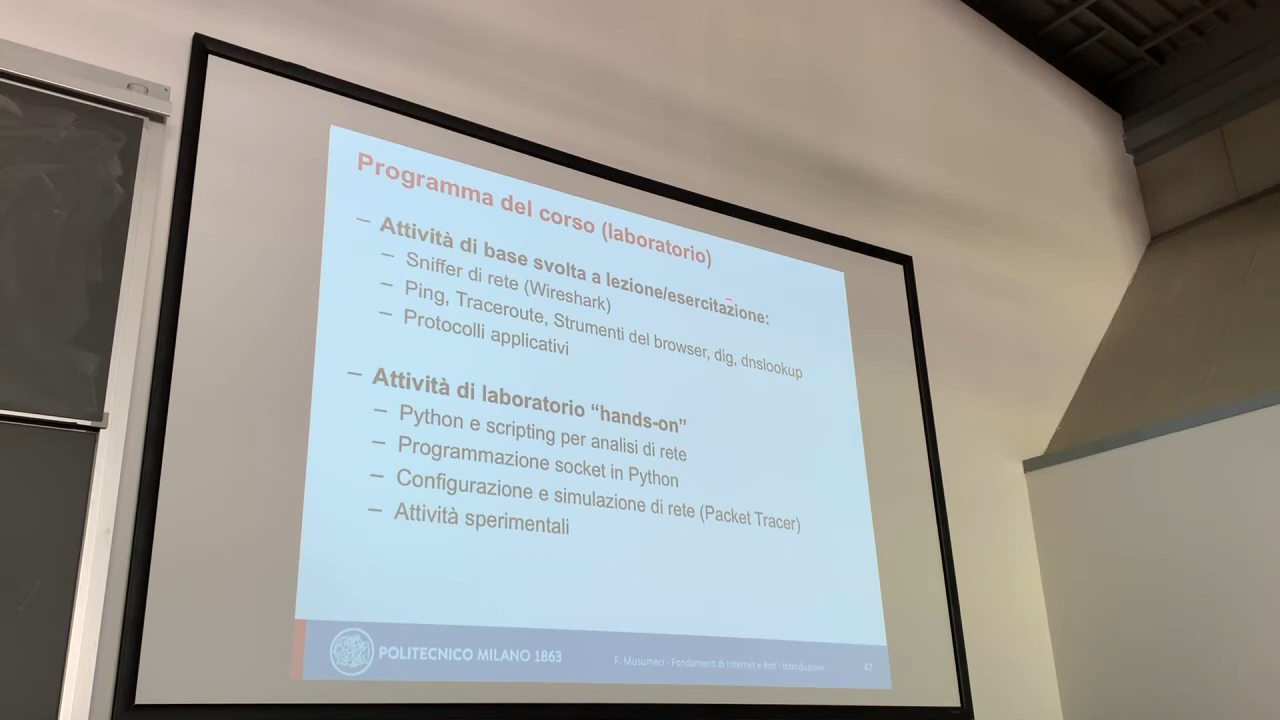 Programma del corso (laboratorio)
– Attività di base svolta a lezione/esercitazione:
– Sniffer di rete (Wireshark)
– Ping, Traceroute, Strumenti del browser, dig, dnslookup
– Protocolli applicativi
– Attività di laboratorio “hands-on”
– Python e scripting per analisi di rete
– Programmazione socket in Python
– Configurazione e simulazione di rete (Packet Tracer)
– Attività sperimentali
POLITECNICO MILANO 1863
F. Musumeci - Fondamenti di Internet e Reti - Introduzione